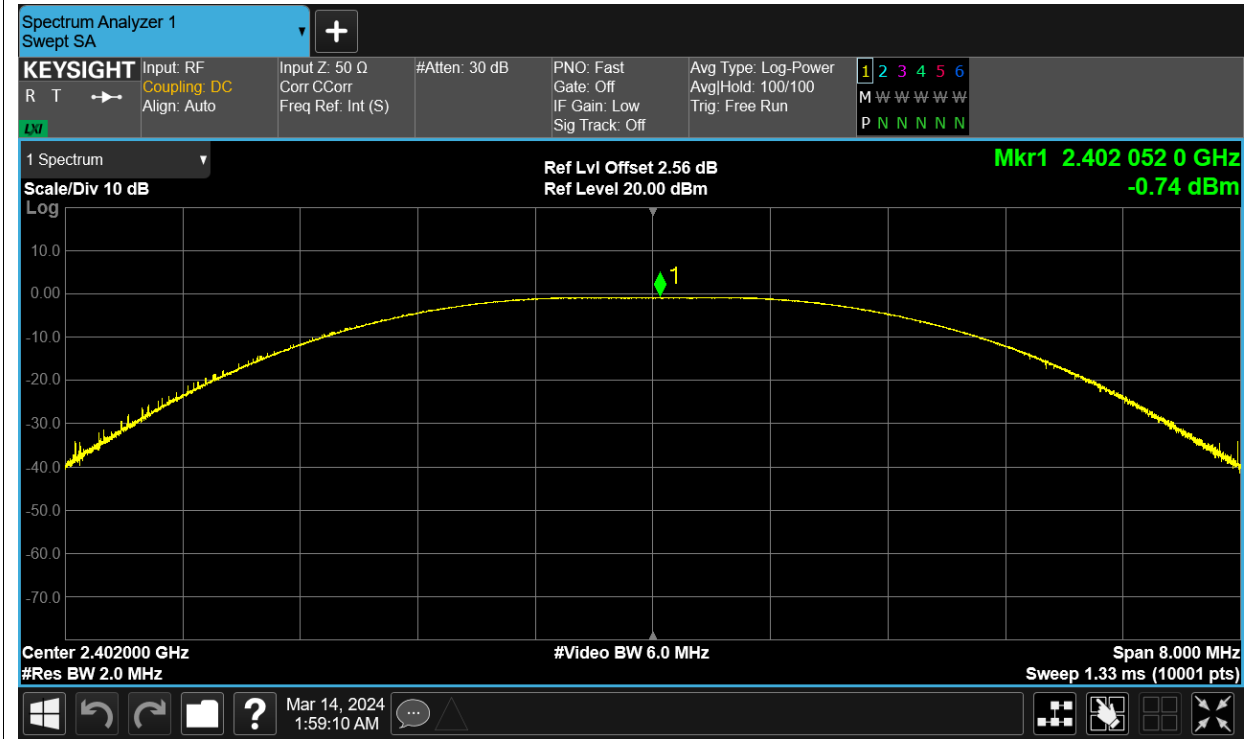 Spectrum Analyzer 1
Swept SA
KEYSIGHT
R T
LXI
Input: RF
Coupling: DC
Align: Auto
Input Z: 50 Ω
Corr CCorr
Freq Ref: Int (S)
#Atten: 30 dB
PNO: Fast
Gate: Off
IF Gain: Low
Sig Track: Off
Avg Type: Log-Power
Avg|Hold: 100/100
Trig: Free Run
1 2 3 4 5 6
M W W W W W W
P N N N N N N
1 Spectrum
Scale/Div 10 dB
Log
Ref Lvl Offset 2.56 dB
Ref Level 20.00 dBm
Mkr1 2.402 052 0 GHz
-0.74 dBm
10.0
0.00
-10.0
-20.0
-30.0
-40.0
-50.0
-60.0
-70.0
1
Center 2.402000 GHz
#Res BW 2.0 MHz
#Video BW 6.0 MHz
Span 8.000 MHz
Sweep 1.33 ms (10001 pts)
?
Mar 14, 2024
1:59:10 AM